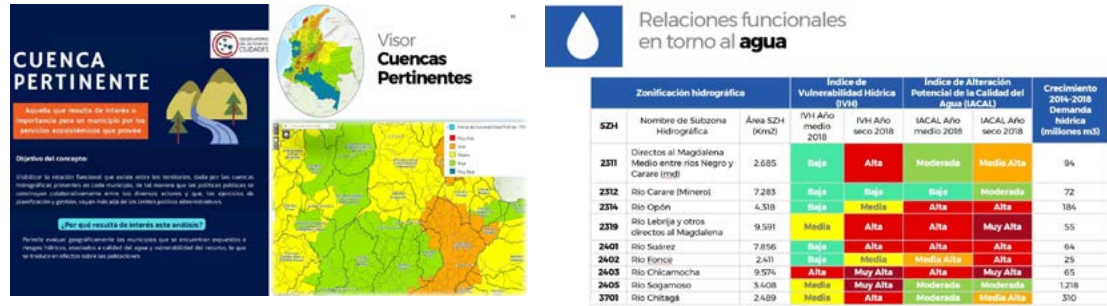 OBSERVATORIO
DEL SISTEMA DE
CIUDADES
CUENCA
PERTINENTE
Aquella que resulta de interés o
importancia para un municipio por los
servicios ecosistémicos que provea
Objetivo del concepto:
Visibilizar la relación funcional que existe entre los territorios, dada por las cuencas
hidrográficas presentes en cada municipio, de tal manera que las políticas públicas se
construyan colaborativamente entre los diversos actores y que, los ejercicios de
planificación y gestión, vayan más allá de los límites político administrativos.
¿Por qué resulta de interés este análisis?
Permite evaluar geográficamente los municipios que se encuentran expuestos a
riesgos hídricos, asociados a calidad del agua y vulnerabilidad del recurso, lo que
se traduce en efectos sobre las poblaciones
Visor
Cuencas
Pertinentes
Relaciones funcionales
en torno al agua
Zonificación hidrográfica
Índice de
Vulnerabilidad Hídrica
(IVH)
Índice de Alteración
Potencial de la Calidad del
Agua (IACAL)
Crecimiento
2014-2018
Demanda
hídrica
(millones m3)
SZH
Nombre de Subzona
Hidrográfica
Área SZH
(Km2)
IVH Año
medio
2018
IVH Año
seco 2018
IACAL Año
medio 2018
IACAL Año
seco 2018
2311 Directos al Magdalena
Medio entre ríos Negro y
Carare (md) 2.685 Baja Alta Moderada Media Alta 94
2312 Río Carare (Minero) 7.283 Baja Baja Baja Moderada 72
2314 Río Opón 4.318 Baja Media Alta Alta 184
2319 Río Lebrija y otros
directos al Magdalena 9.591 Media Alta Alta Muy Alta 55
2401 Río Suárez 7.856 Baja Alta Alta Alta 64
2402 Río Fonce 2.411 Baja Media Media Alta Alta 25
2403 Río Chicamocha 9.574 Alta Muy Alta Alta Muy Alta 65
2405 Río Sogamoso 3.408 Media Muy Alta Moderada Moderada 1.218
3701 Río Chitagá 2.489 Media Alta Moderada Media Alta 310